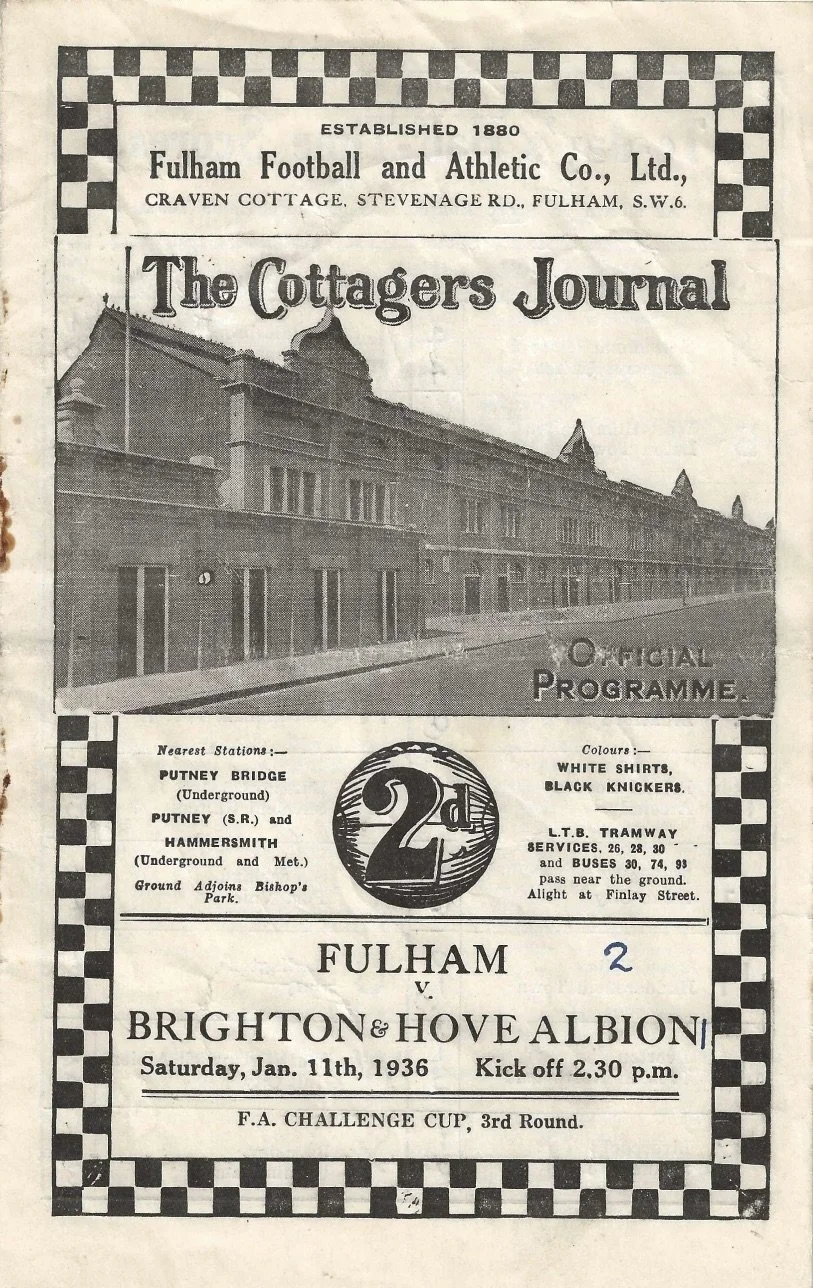 ESTABLISHED 1880
Fulham Football and Athletic Co., Ltd.,
CRAVEN COTTAGE, STEVENAGE RD., FULHAM, S.W.6.
The Cottagers Journal
OFFICIAL
PROGRAMME.
Nearest Stations:—
PUTNEY BRIDGE
(Underground)
PUTNEY (S.R.) and
HAMMERSMITH
(Underground and Met.)
Ground Adjoins Bishop's
Park.
2d.
Colours:—
WHITE SHIRTS,
BLACK KNICKERS.
L.T.B. TRAMWAY
SERVICES, 26, 28, 30
and BUSES 30, 74, 93
pass near the ground.
Alight at Finlay Street.
FULHAM 2
v.
BRIGHTON & HOVE ALBION 1
Saturday, Jan. 11th, 1936 Kick off 2.30 p.m.
F.A. CHALLENGE CUP, 3rd Round.